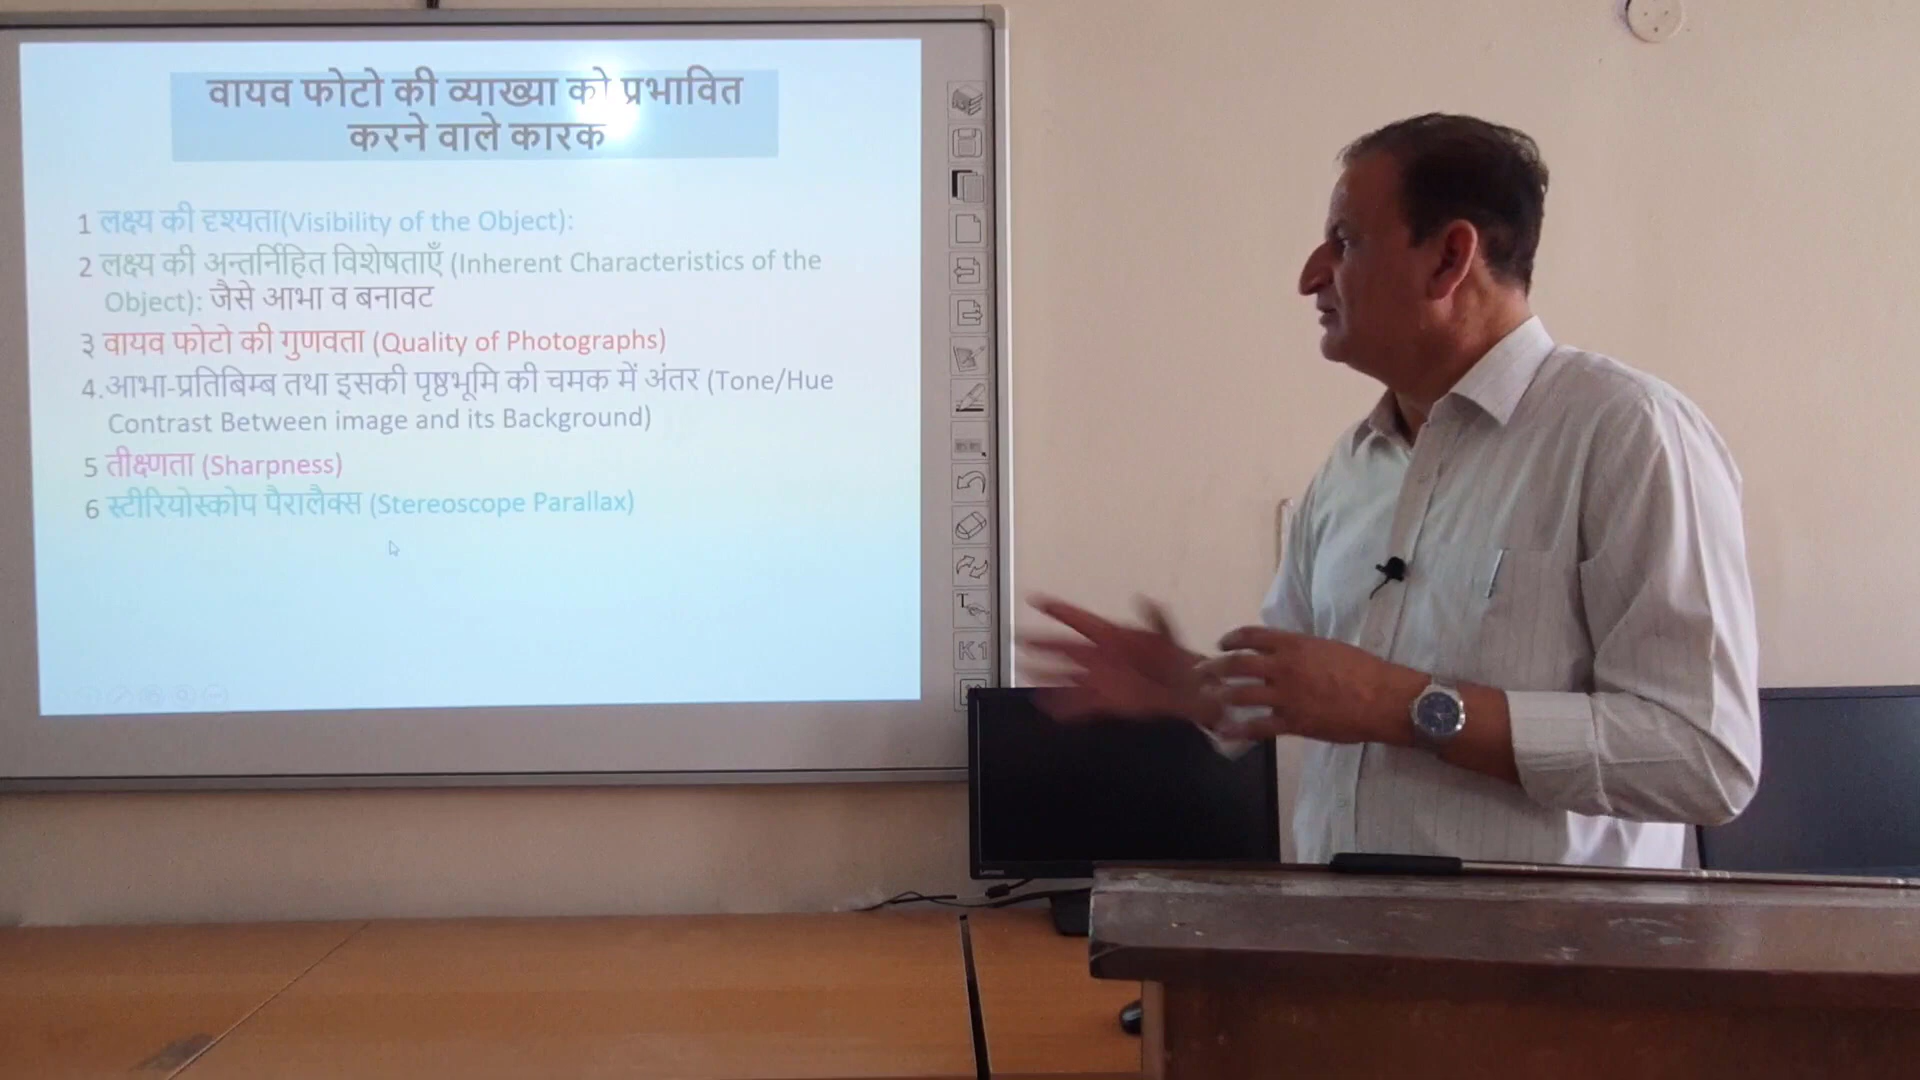 वायव फोटो की व्याख्या को प्रभावित
करने वाले कारक
1 लक्ष्य की दृश्यता(Visibility of the Object):
2 लक्ष्य की अन्तर्निहित विशेषताएँ (Inherent Characteristics of the
Object): जैसे आभा व बनावट
३ वायव फोटो की गुणवता (Quality of Photographs)
4.आभा-प्रतिबिम्ब तथा इसकी पृष्ठभूमि की चमक में अंतर (Tone/Hue
Contrast Between image and its Background)
5 तीक्ष्णता (Sharpness)
6 स्टीरियोस्कोप पैरालैक्स (Stereoscope Parallax)
T
K1
Lenovo